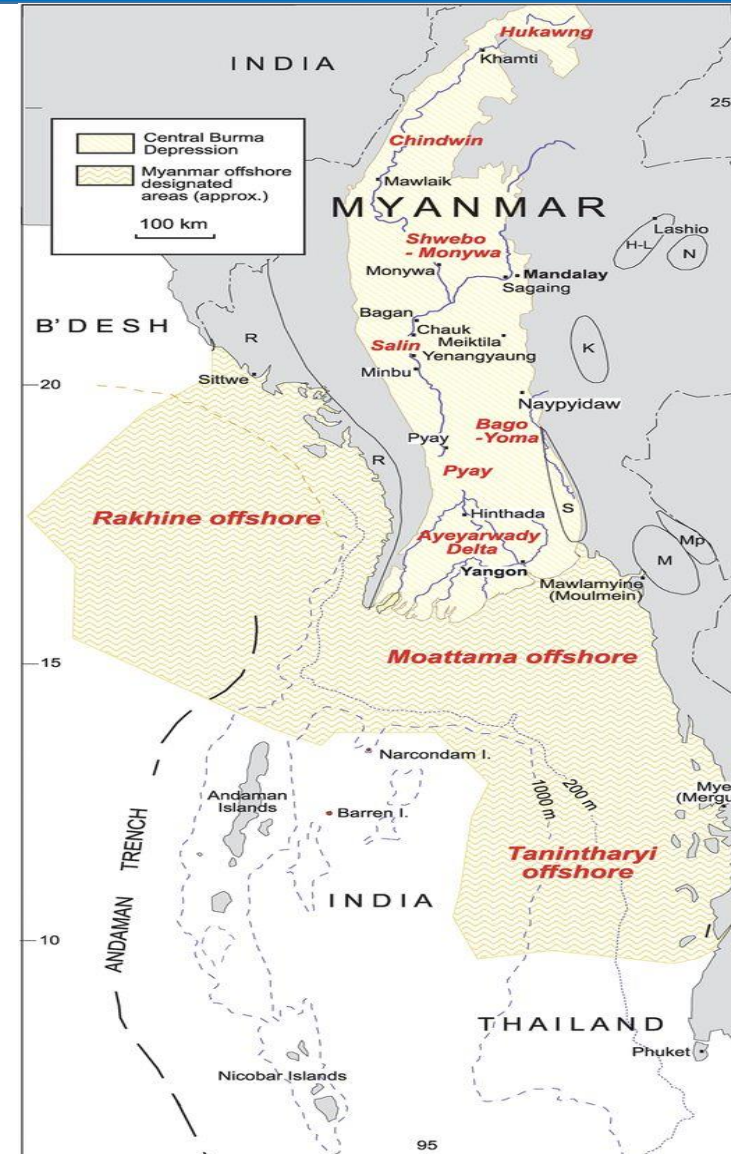 Hukawng
INDIA
Khamti
25
Central Burma
Depression
Myanmar offshore
designated
areas (approx.)
100 km
Chindwin
Mawlaik
MYANMAR
Lashio
H-L
N
Shwebo
- Monywa
Monywa
Mandalay
Sagaing
Bagan
B'DESH
R
Chauk
Meiktila
K
Salin
Yenangyaung
Minbu
Sittwe
20
Naypyidaw
Bago
-Yoma
Pyay
R
Pyay
S
Rakhine offshore
Hinthada
Ayeyarwady
Delta
Mp
M
Yangon
Mawlamyine
(Moulmein)
15
Moattama offshore
Narcondam I.
Andaman
Islands
1000 m
200 m
Mye
(Mergu
Barren I.
ANDAMAN TRENCH
Tanintharyi
offshore
INDIA
10
I
THAILAND
Phuket
Nicobar Islands
95